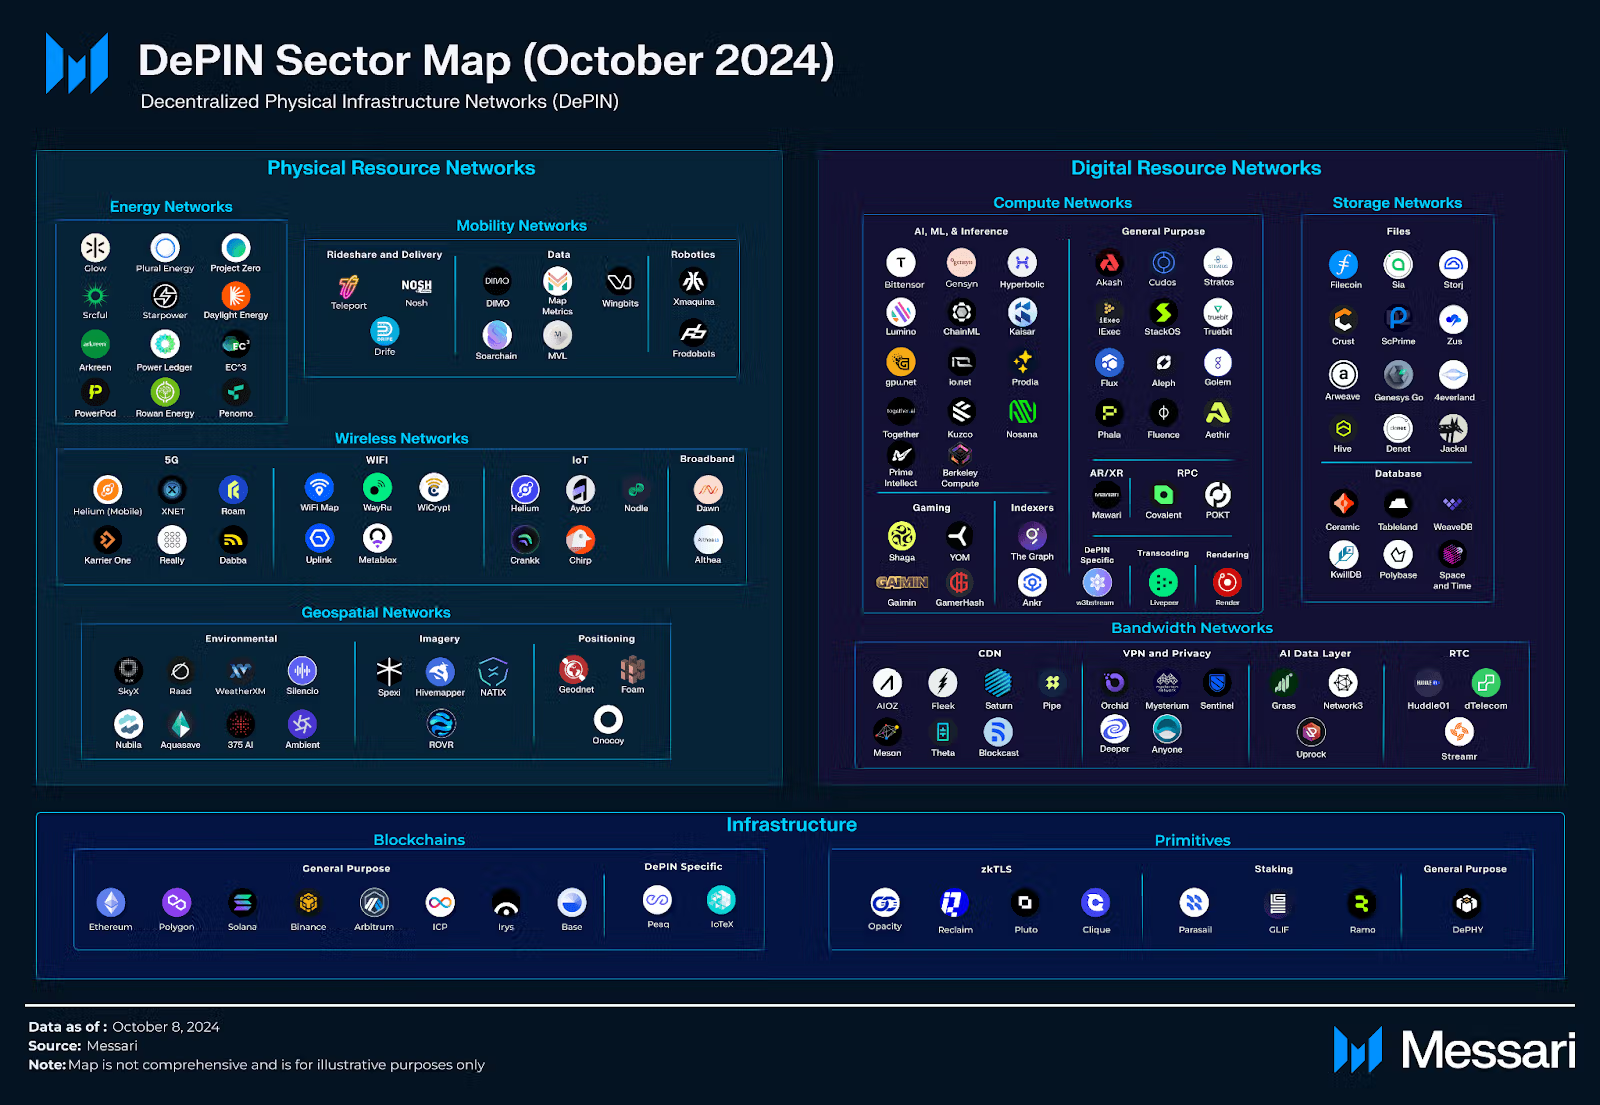 DePIN Sector Map (October 2024)
Decentralized Physical Infrastructure Networks (DePIN)
Physical Resource Networks
Energy Networks
Glow Plural Energy Project Zero
Srcful Starpower Daylight Energy
Arkreen Power Ledger EC^3
PowerPod Rowan Energy Penomo
Mobility Networks
Rideshare and Delivery
Teleport Nosh
Drife
Data
DIMO Map Metrics Wingbits
Soarchain MVL
Robotics
Xmaquina
Frodobots
Wireless Networks
5G
Helium (Mobile) XNET Roam
Karrier One Really Dabba
WIFI
WiFi Map WayRu WiCrypt
Uplink Metablox
IoT
Helium Aydo Nodle
Crankk Chirp
Broadband
Dawn
Althea
Geospatial Networks
Environmental
SkyX Raad WeatherXM Silencio
Nubila Aquasave 375 AI Ambient
Imagery
Spexi Hivemapper NATIX
ROVR
Positioning
Geodnet Foam
Onocoy
Digital Resource Networks
Compute Networks
AI, ML, & Inference
Bittensor Gensyn Hyperbolic
Lumino ChainML Kaisar
gpu.net io.net Prodia
Together Kuzco Nosana
Prime Intellect Berkeley Compute
General Purpose
Akash Cudos Stratos
IExec StackOS Truebit
Flux Aleph Golem
Phala Fluence Aethir
AR/XR
Mawari
RPC
Covalent POKT
Gaming
Shaga YOM
Gaimin GamerHash
Indexers
The Graph
Ankr
DePIN Specific
w3bstream
Transcoding
Livepeer
Rendering
Render
Storage Networks
Files
Filecoin Sia Storj
Crust ScPrime Zus
Arweave Genesys Go 4everland
Hive Denet Jackal
Database
Ceramic Tableland WeaveDB
KwilDB Polybase Space and Time
Bandwidth Networks
CDN
AIOZ Fleek Saturn Pipe
Meson Theta Blockcast
VPN and Privacy
Orchid Mysterium Sentinel
Deeper Anyone
AI Data Layer
Grass Network3
Uprock
RTC
Huddle01 dTelecom
Streamr
Infrastructure
Blockchains
General Purpose
Ethereum Polygon Solana Binance Arbitrum ICP Irys Base
DePIN Specific
Peaq IoTeX
Primitives
zkTLS
Opacity Reclaim Pluto Clique
Staking
Parasail GLIF Ramo
General Purpose
DePHY
Data as of : October 8, 2024
Source: Messari
Note: Map is not comprehensive and is for illustrative purposes only
Messari